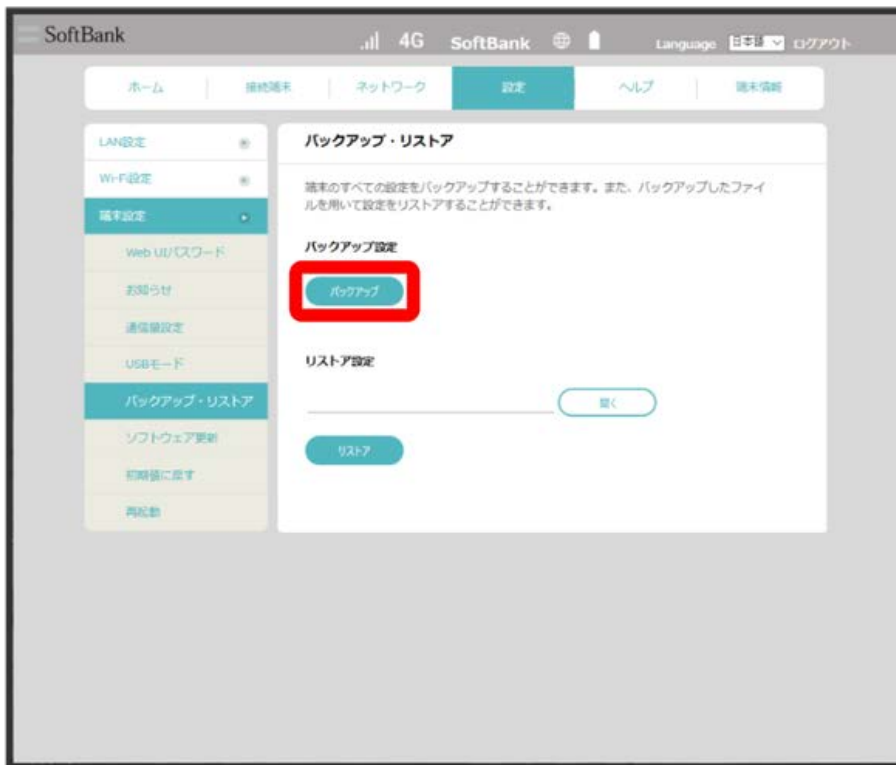 SoftBank
4G SoftBank Language 日本語 ログアウト
ホーム 接続端末 ネットワーク 設定 ヘルプ 端末情報
LAN設定
Wi-Fi設定
端末設定
Web UIパスワード
お知らせ
通信量設定
USBモード
バックアップ・リストア
ソフトウェア更新
初期値に戻す
再起動
バックアップ・リストア
端末のすべての設定をバックアップすることができます。また、バックアップしたファイ
ルを用いて設定をリストアすることができます。
バックアップ設定
バックアップ
リストア設定
開く
リストア